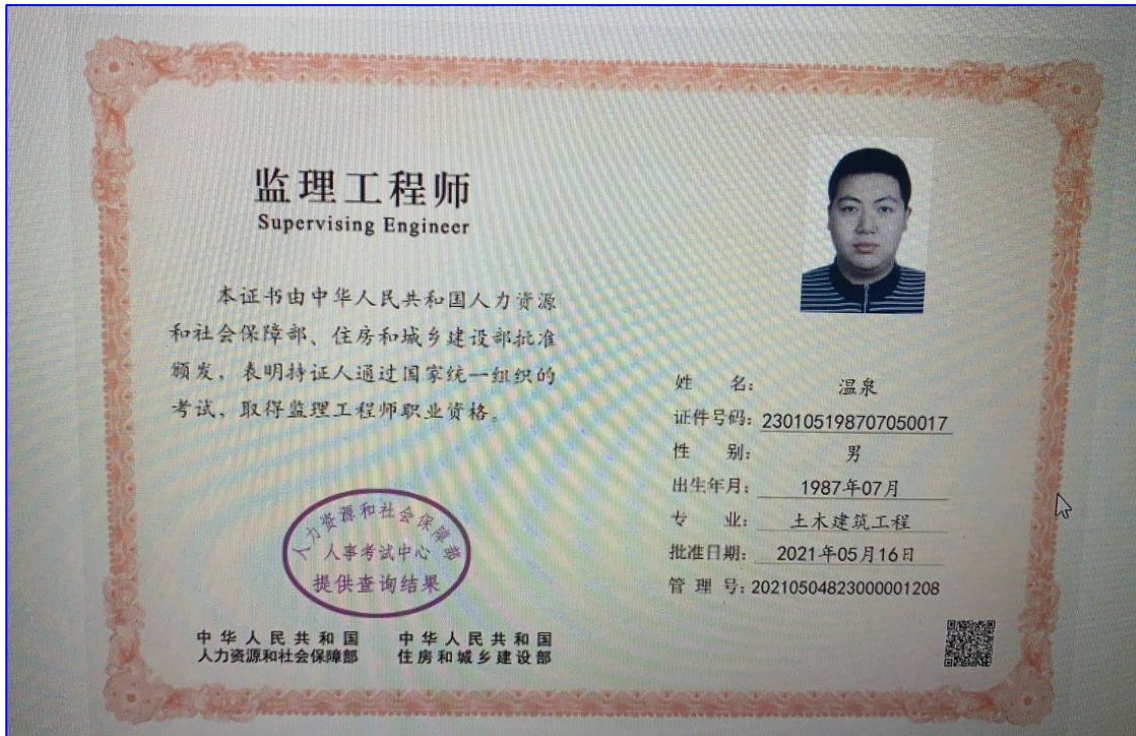 监理工程师
Supervising Engineer
本证书由中华人民共和国人力资源
和社会保障部、住房和城乡建设部批准
颁发，表明持证人通过国家统一组织的
考试，取得监理工程师职业资格。
人力资源和社会保障部
人事考试中心
提供查询结果
中华人民共和国 中华人民共和国
人力资源和社会保障部 住房和城乡建设部
姓 名： 温泉
证件号码：230105198707050017
性 别： 男
出生年月： 1987年07月
专 业： 土木建筑工程
批准日期： 2021年05月16日
管 理 号：20210504823000001208